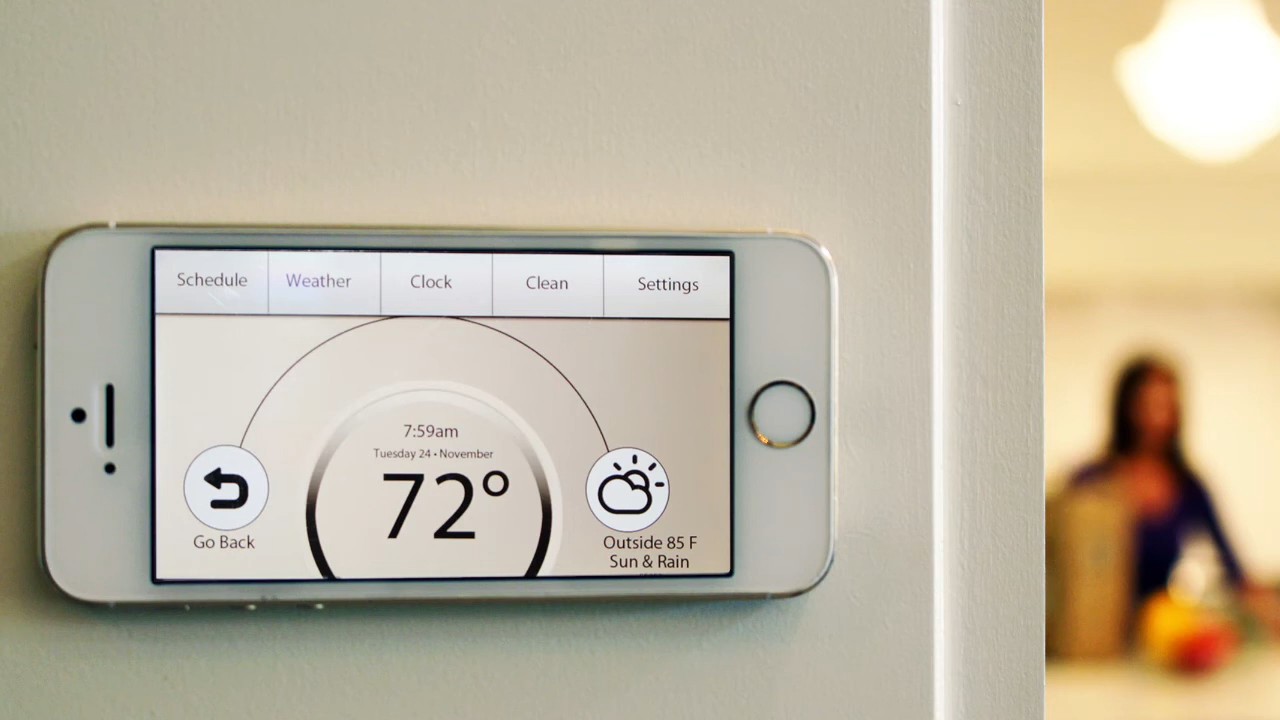 Schedule Weather Clock Clean Settings
7:59am
Tuesday 24 • November
72°
Go Back
Outside 85 F
Sun & Rain